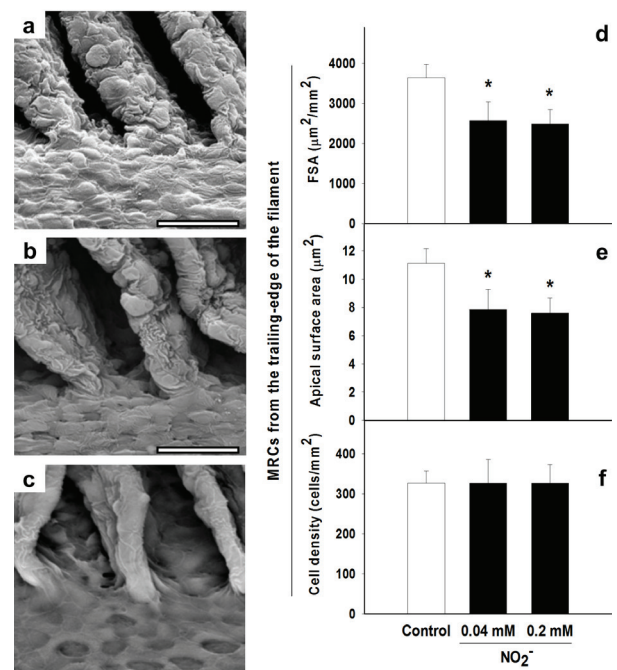 a
b
c
MRCs from the trailing-edge of the filament
d
FSA (µm²/mm²)
4000
3000
2000
1000
0
*
*
e
Apical surface area (µm²)
12
10
8
6
4
2
0
*
*
f
Cell density (cells/mm²)
400
300
200
100
0
Control 0.04 mM 0.2 mM
NO₂⁻